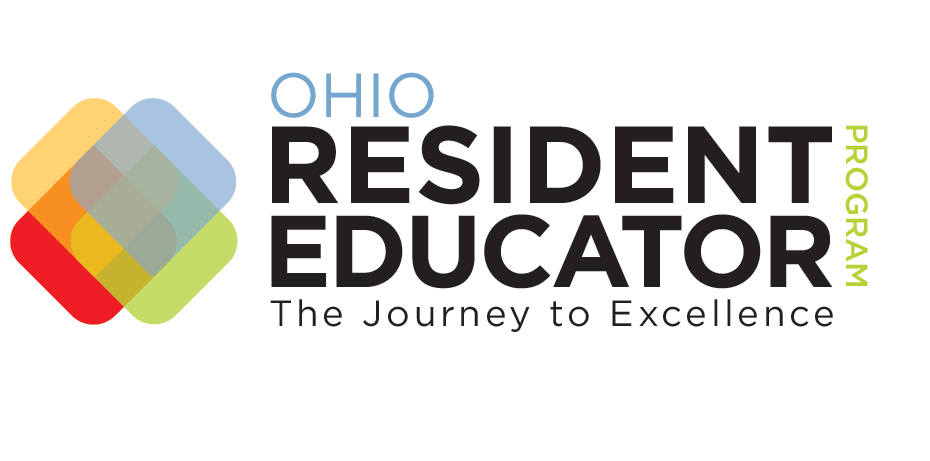 OHIO
RESIDENT
EDUCATOR
PROGRAM
The Journey to Excellence